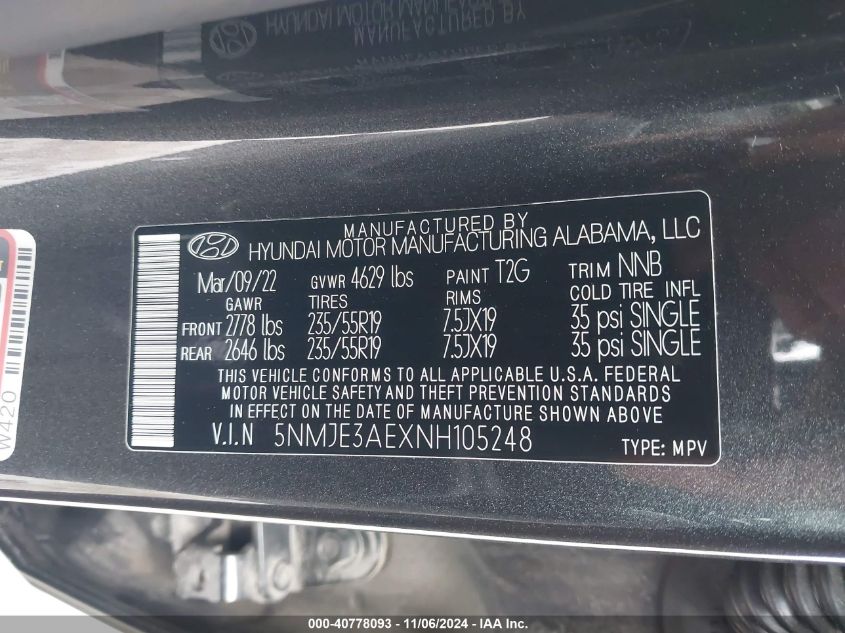 MANUFACTURED BY
HYUNDAI MOTOR MANUFACTURING ALABAMA, LLC
Mar/09/22 GVWR 4629 lbs PAINT T2G TRIM NNB
GAWR TIRES RIMS COLD TIRE INFL
FRONT 2778 lbs 235/55R19 7.5JX19 35 psi SINGLE
REAR 2646 lbs 235/55R19 7.5JX19 35 psi SINGLE
THIS VEHICLE CONFORMS TO ALL APPLICABLE U.S.A. FEDERAL
MOTOR VEHICLE SAFETY AND THEFT PREVENTION STANDARDS
IN EFFECT ON THE DATE OF MANUFACTURE SHOWN ABOVE.
V.I.N 5NMJE3AEXNH105248 TYPE: MPV
W420
000-40778093 - 11/06/2024 - IAA Inc.